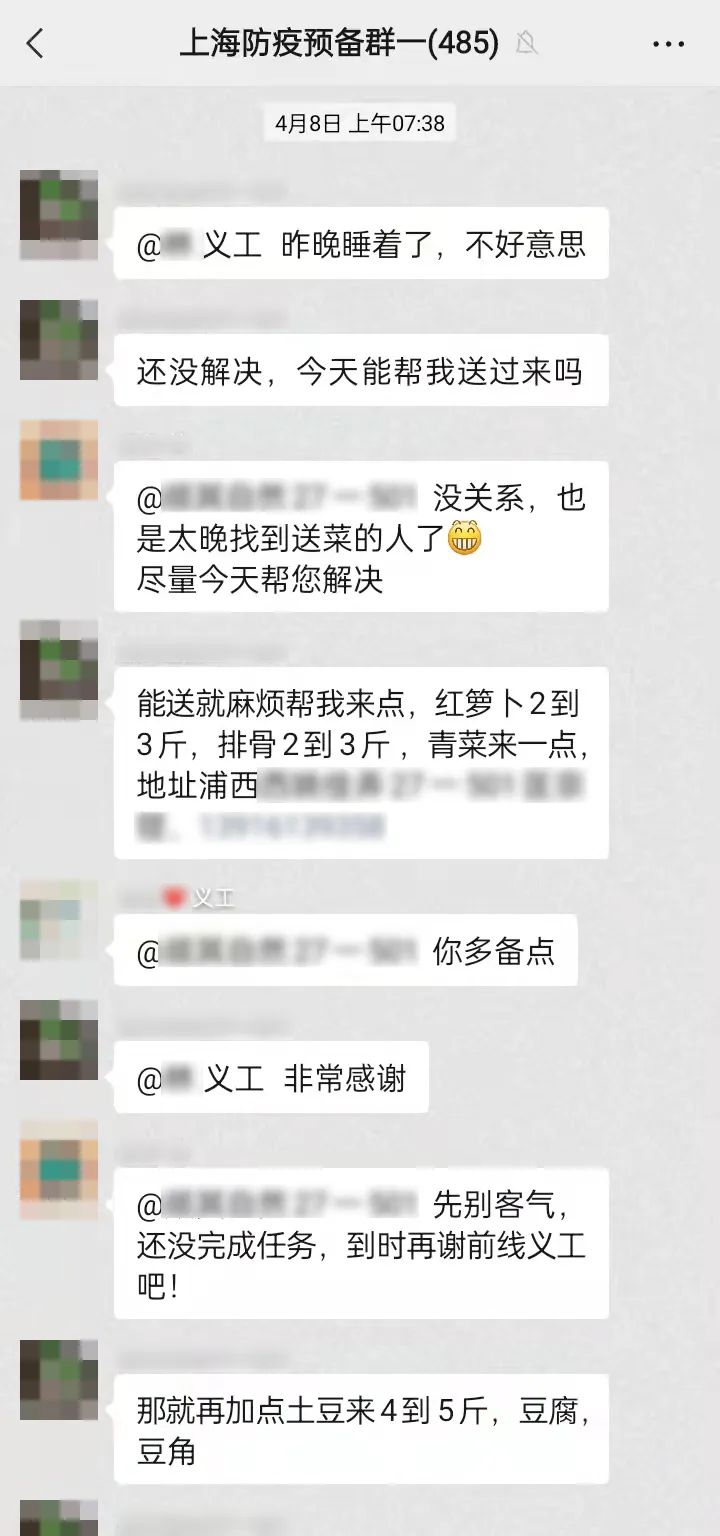 上海防疫预备群一(485)
4月8日 上午07:38
@ 义工 昨晚睡着了，不好意思
还没解决，今天能帮我送过来吗
@ 没关系，也
是太晚找到送菜的人了
尽量今天帮您解决
能送就麻烦帮我来点，红箩卜2到
3斤，排骨2到3斤，青菜来一点，
地址浦西
义工
@ 你多备点
@ 义工 非常感谢
@ 先别客气，
还没完成任务，到时再谢前线义工
吧！
那就再加点土豆来4到5斤，豆腐，
豆角